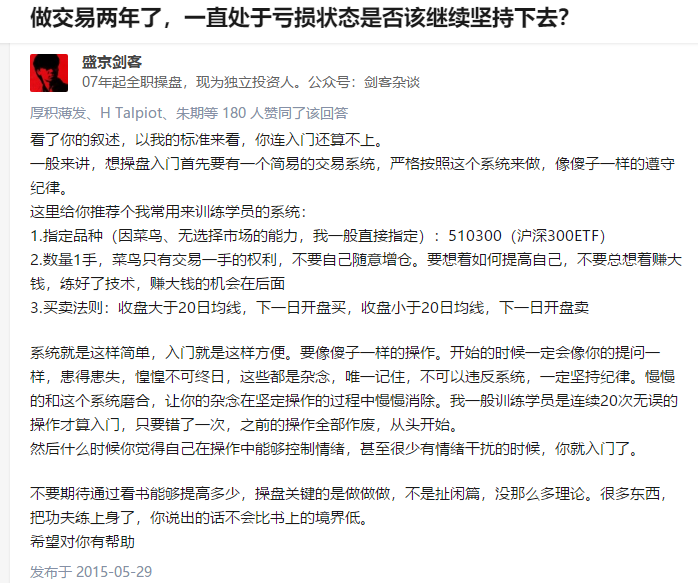 做交易两年了，一直处于亏损状态是否该继续坚持下去？
盛京剑客
07年起全职操盘，现为独立投资人。公众号：剑客杂谈
厚积薄发、H Talpiot、朱期等 180 人赞同了该回答
看了你的叙述，以我的标准来看，你连入门还算不上。
一般来讲，想操盘入门首先要有一个简易的交易系统，严格按照这个系统来做，像傻子一样的遵守
纪律。
这里给你推荐个我常用来训练学员的系统：
1.指定品种（因菜鸟、无选择市场的能力，我一般直接指定）：510300（沪深300ETF）
2.数量1手，菜鸟只有交易一手的权利，不要自己随意增仓。要想着如何提高自己，不要总想着赚大
钱，练好了技术，赚大钱的机会在后面
3.买卖法则：收盘大于20日均线，下一日开盘买，收盘小于20日均线，下一日开盘卖
系统就是这样简单，入门就是这样方便。要像傻子一样的操作。开始的时候一定会像你的提问一
样，患得患失，惶惶不可终日，这些都是杂念，唯一记住，不可以违反系统，一定坚持纪律。慢慢
的和这个系统磨合，让你的杂念在坚定操作的过程中慢慢消除。我一般训练学员是连续20次无误的
操作才算入门，只要错了一次，之前的操作全部作废，从头开始。
然后什么时候你觉得自己在操作中能够控制情绪，甚至很少有情绪干扰的时候，你就入门了。
不要期待通过看书能够提高多少，操盘关键的是做做做，不是扯闲篇，没那么多理论。很多东西，
把功夫练上身了，你说出的话不会比书上的境界低。
希望对你有帮助
发布于 2015-05-29